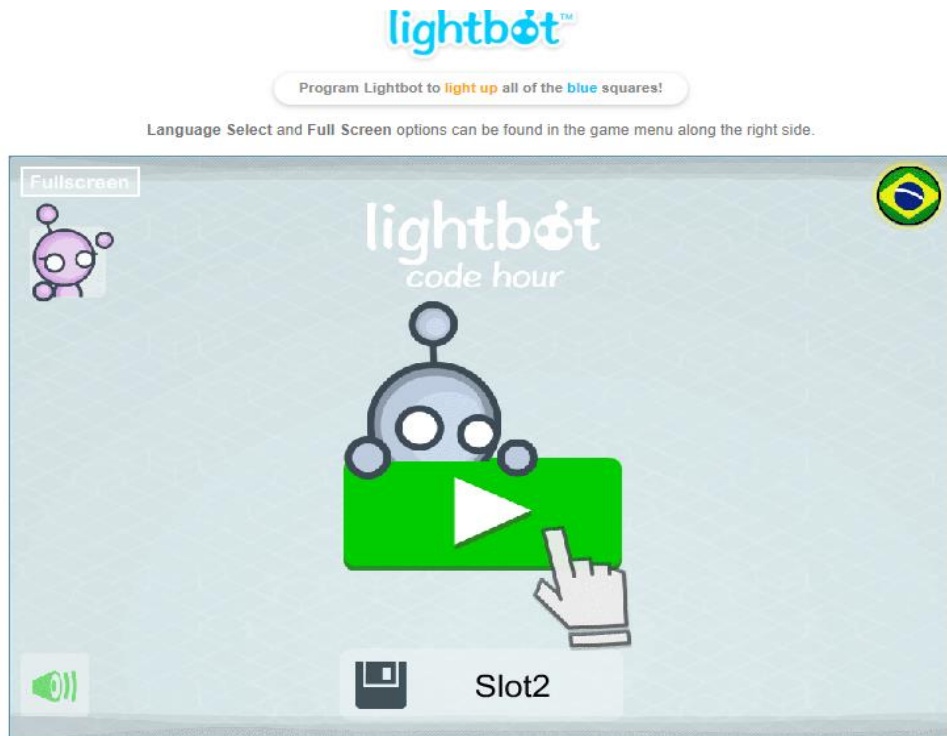 lightbot™
Program Lightbot to light up all of the blue squares!
Language Select and Full Screen options can be found in the game menu along the right side.
Fullscreen
lightbot
code hour
Slot2